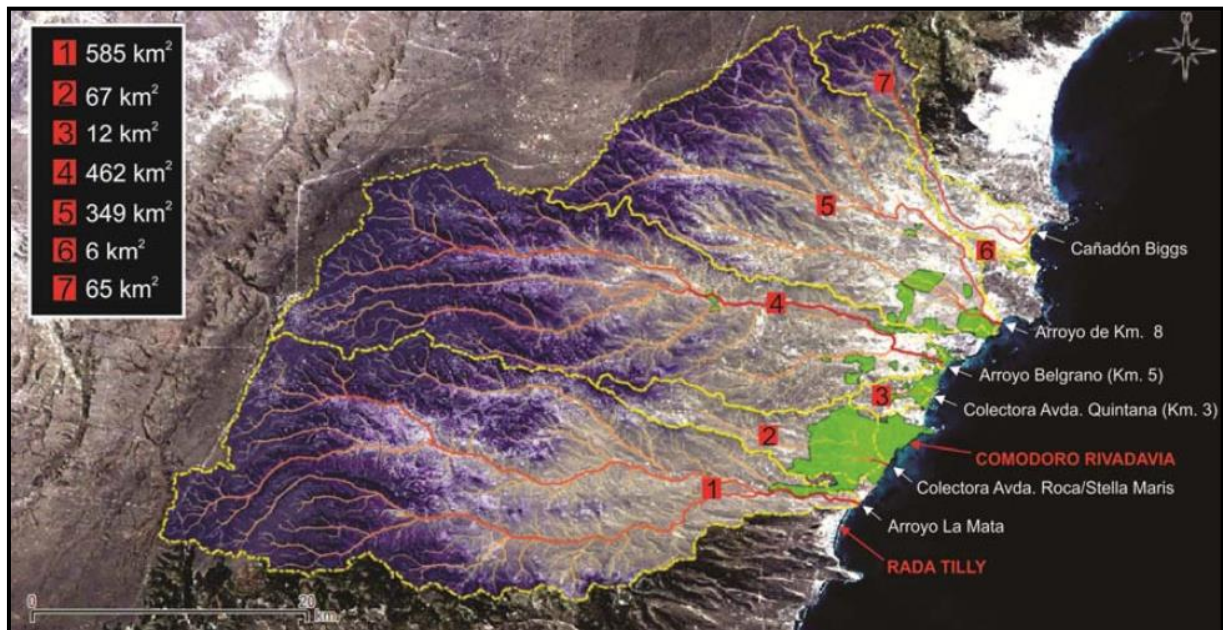 1 585 km²
2 67 km²
3 12 km²
4 462 km²
5 349 km²
6 6 km²
7 65 km²
7
5
6
Cañadón Biggs
4
Arroyo de Km. 8
Arroyo Belgrano (Km. 5)
3
Colectora Avda. Quintana (Km. 3)
2
COMODORO RIVADAVIA
Colectora Avda. Roca/Stella Maris
1
Arroyo La Mata
RADA TILLY
0 20
km